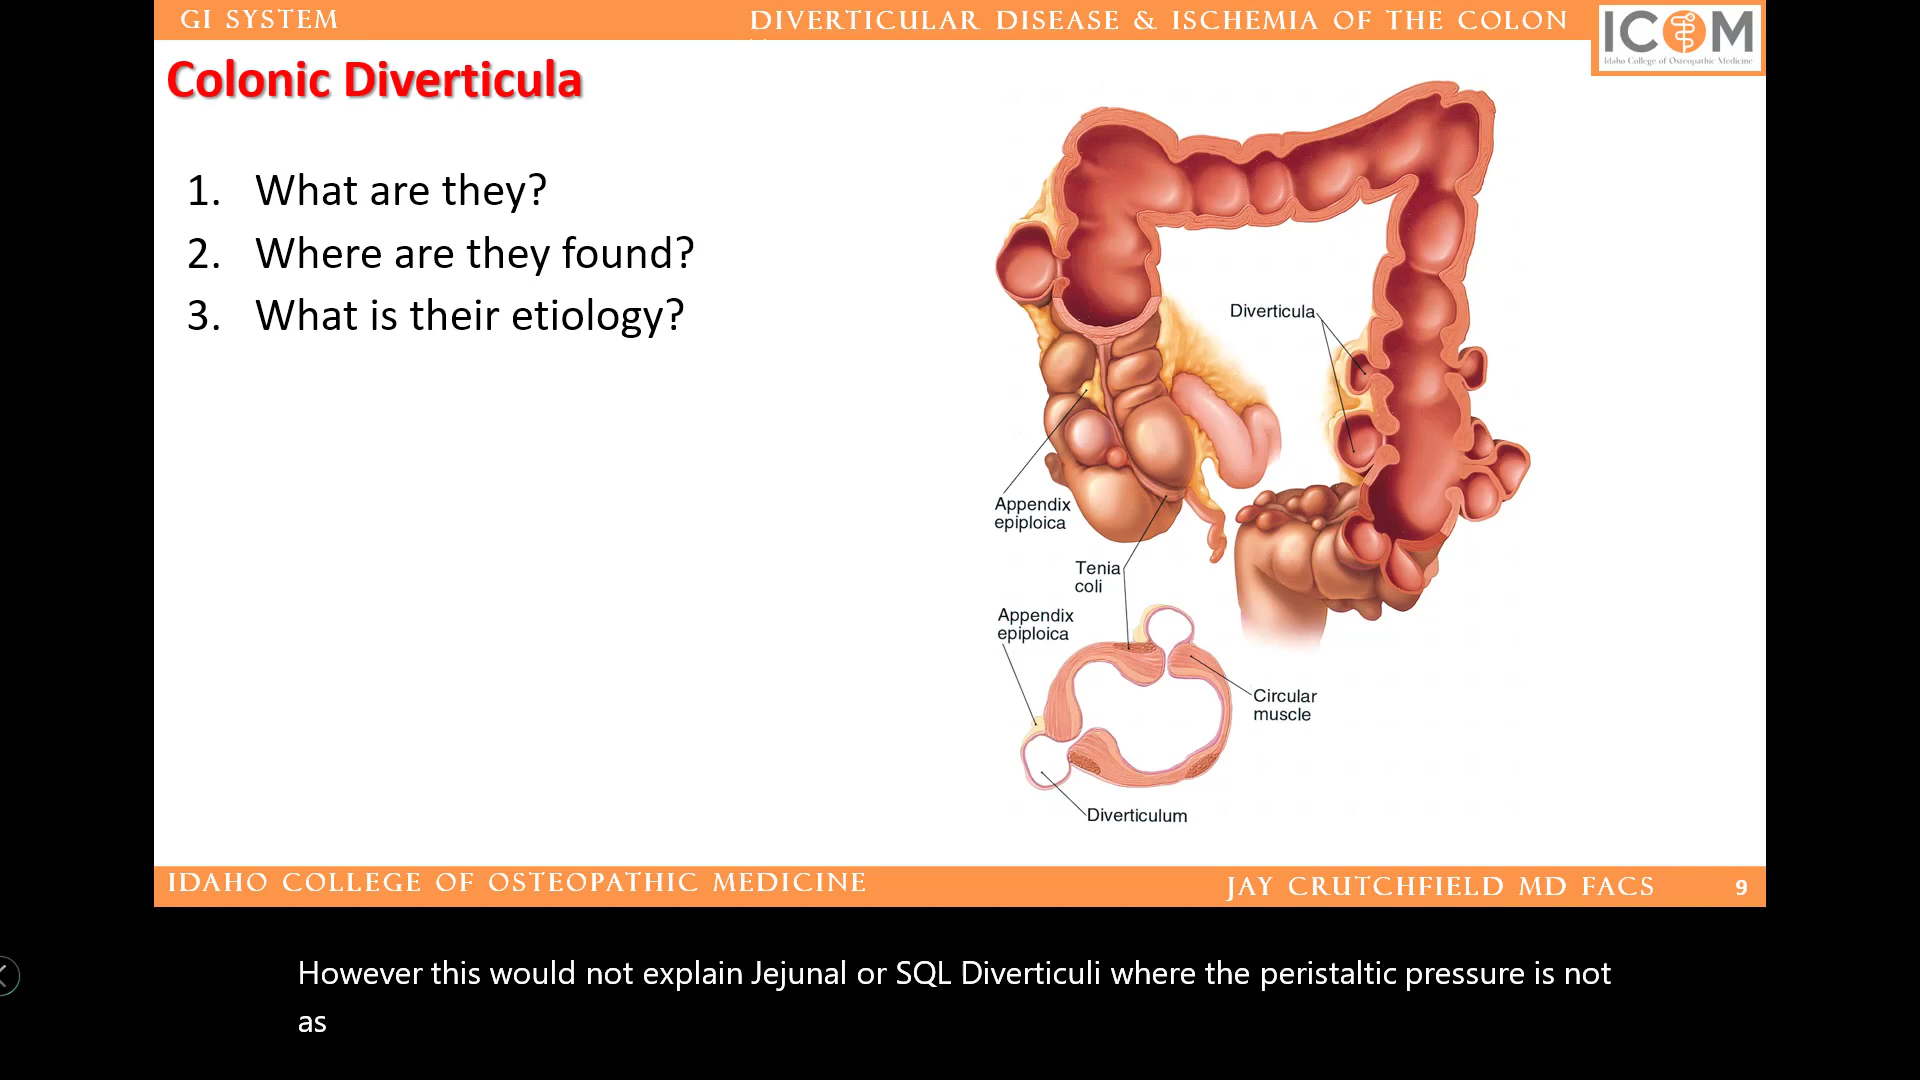 GI SYSTEM
DIVERTICULAR DISEASE & ISCHEMIA OF THE COLON
ICOM
Idaho College of Osteopathic Medicine
Colonic Diverticula
1. What are they?
2. Where are they found?
3. What is their etiology?
Diverticula
Appendix
epiploica
Tenia
coli
Appendix
epiploica
Circular
muscle
Diverticulum
IDAHO COLLEGE OF OSTEOPATHIC MEDICINE
JAY CRUTCHFIELD MD FACS
9
However this would not explain Jejunal or SQL Diverticuli where the peristaltic pressure is not
as